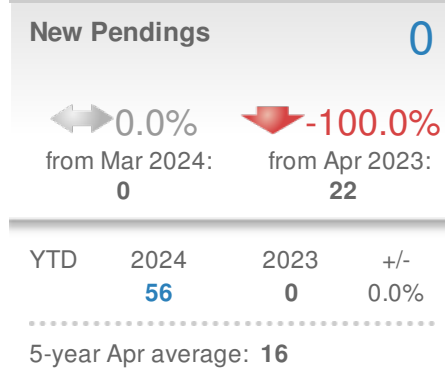 New Pendings 0
0.0% -100.0%
from Mar 2024: from Apr 2023:
0 22
YTD 2024 2023 +/-
56 0 0.0%
5-year Apr average: 16